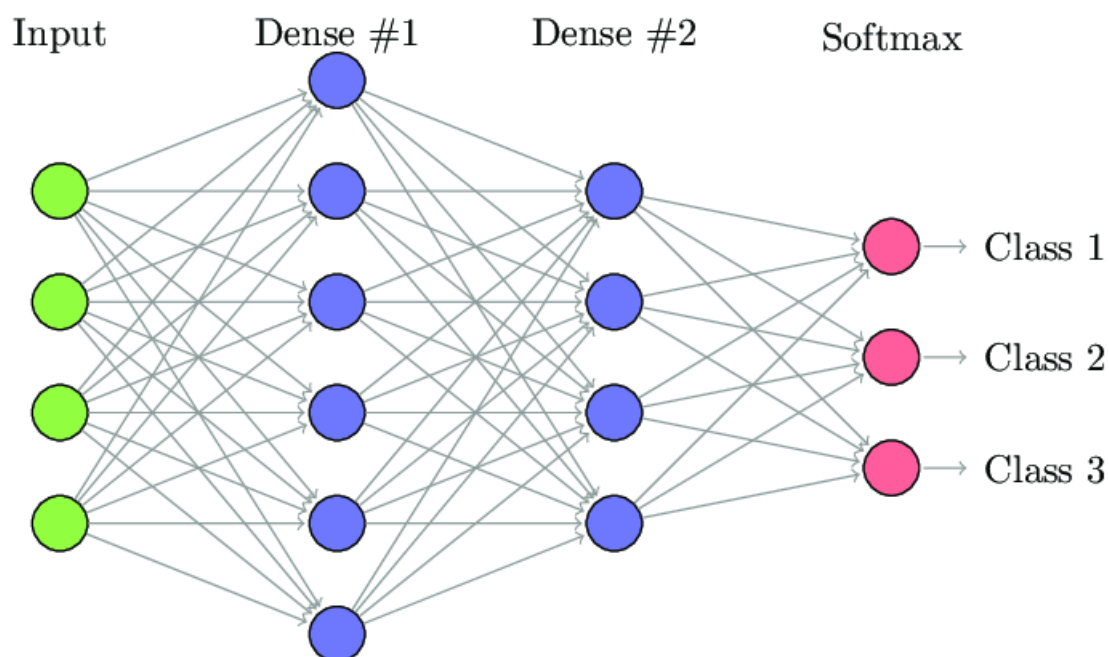 Input
Dense #1
Dense #2
Softmax
Class 1
Class 2
Class 3